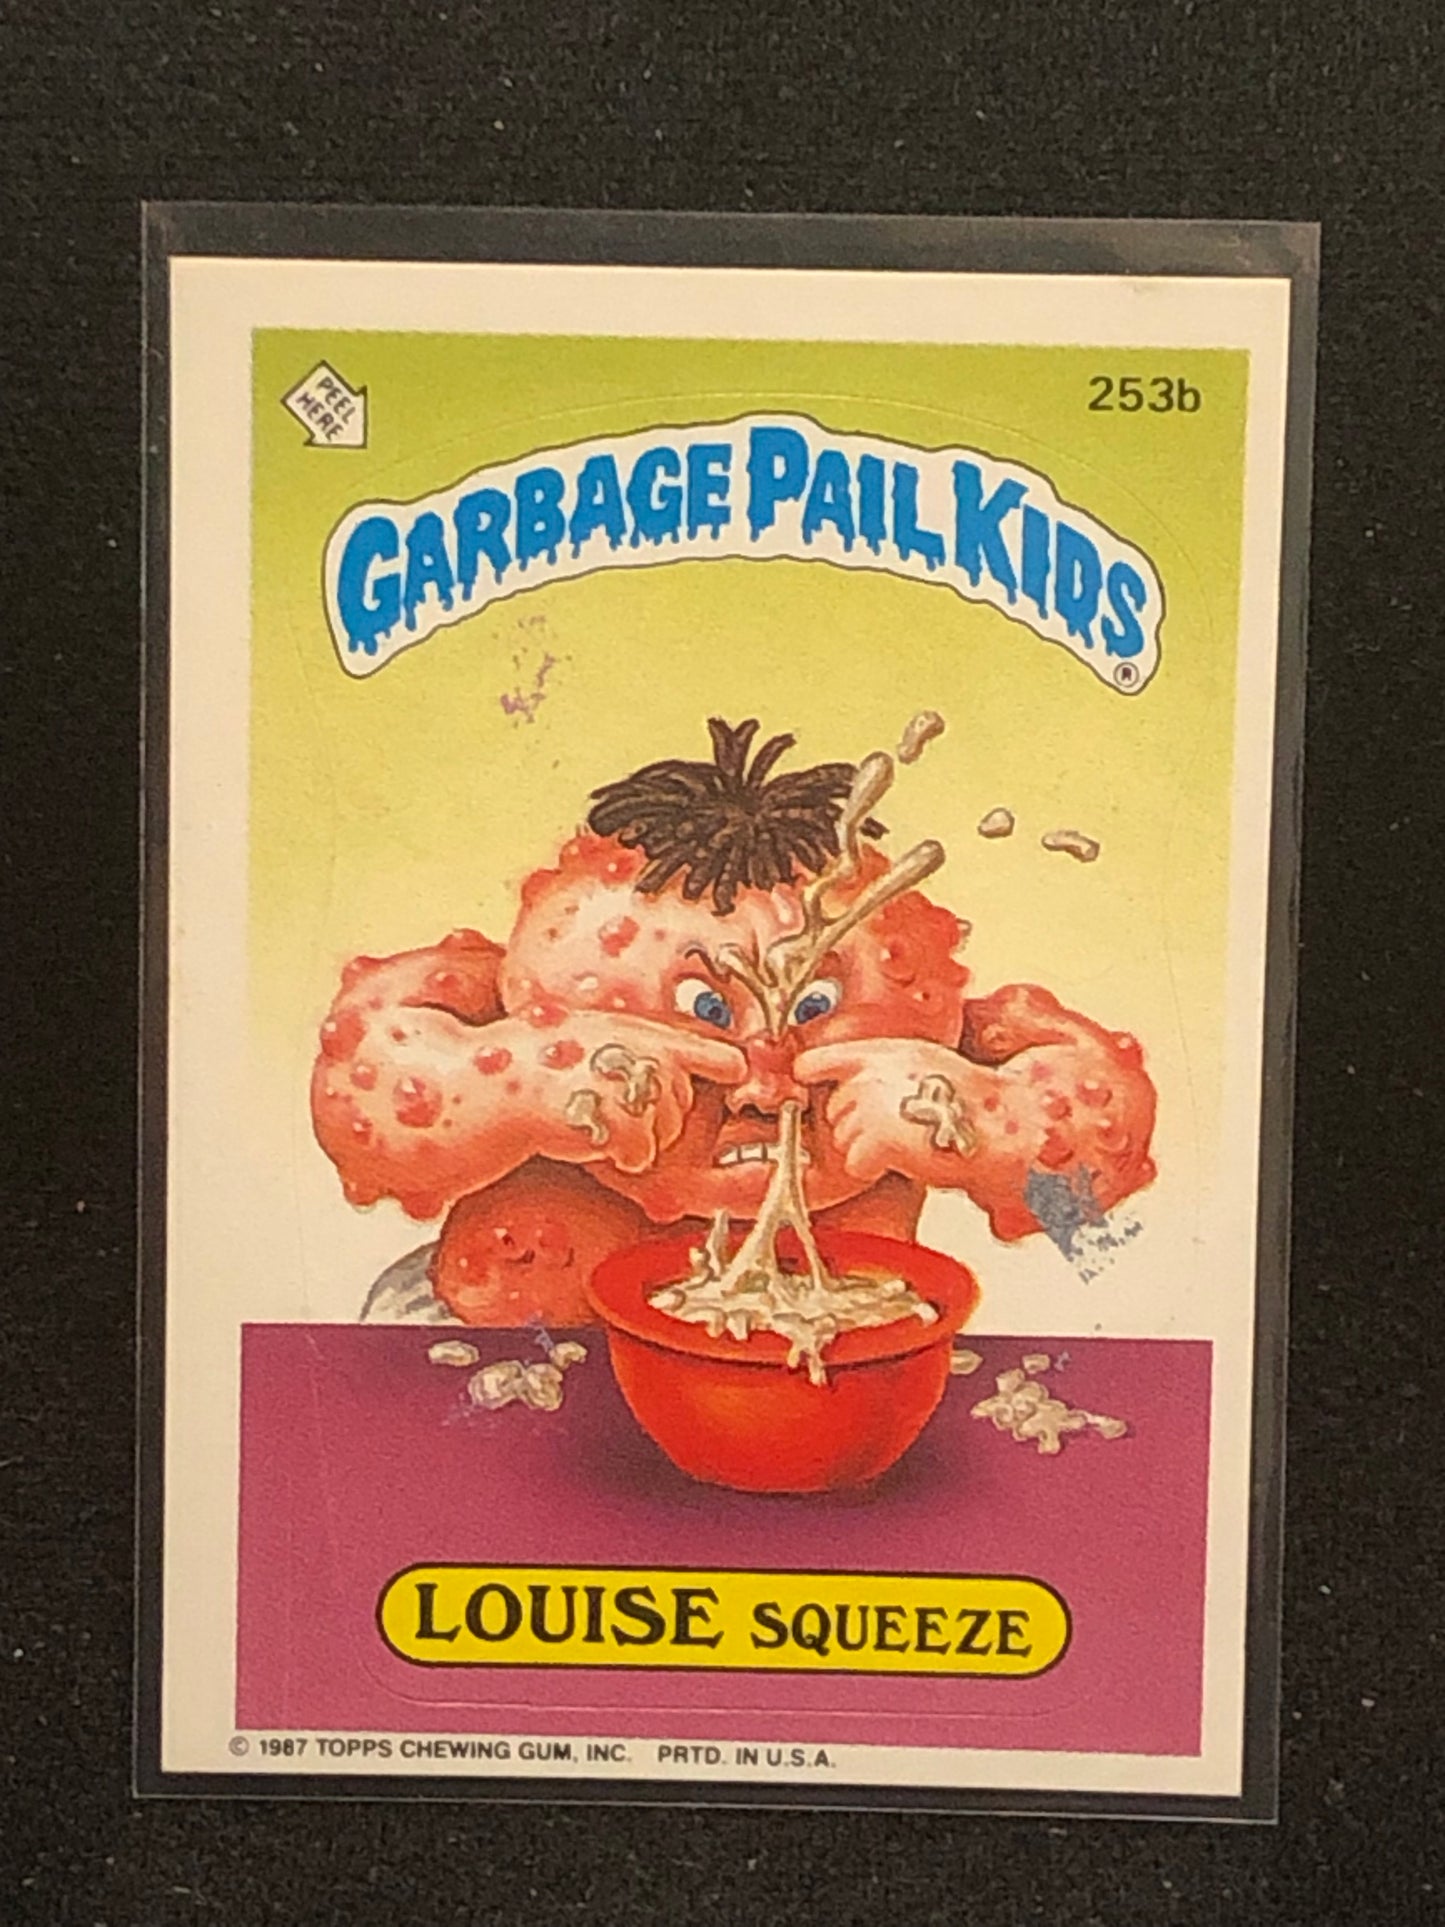 PEEL
HERE
253b
GARBAGE PAIL KIDS
®
LOUISE SQUEEZE
© 1987 TOPPS CHEWING GUM, INC. PRTD. IN U.S.A.